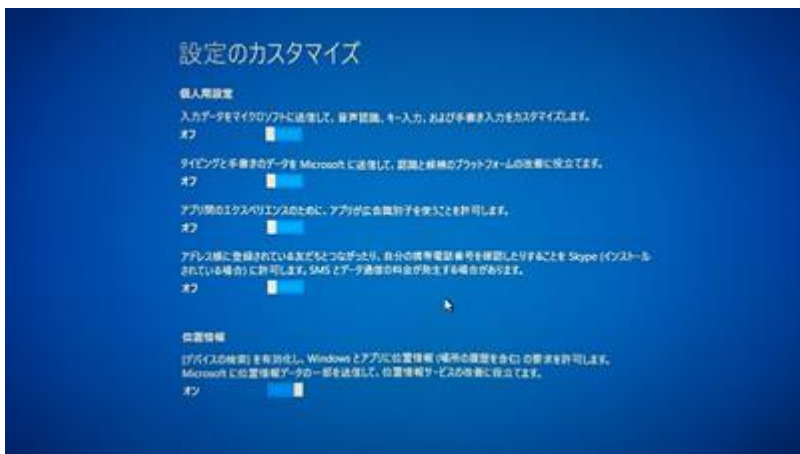 設定のカスタマイズ
個人用設定
入力データをマイクロソフトに送信して、音声認識、キー入力、および手書き入力をカスタマイズします。
オフ
タイピングと手書きのデータを Microsoft に送信して、認識と候補のプラットフォームの改善に役立てます。
オフ
アプリ間のエクスペリエンスのために、アプリが広告識別子を使うことを許可します。
オフ
アドレス帳に登録されている友だちとつながったり、自分の携帯電話番号を確認したりすることを Skype (インストール
されている場合) に許可します。SMS とデータ通信の料金が発生する場合があります。
オフ
位置情報
[デバイスの検索] を有効化し、Windows とアプリに位置情報 (場所の履歴を含む) の要求を許可します。
Microsoft に位置情報データの一部を送信して、位置情報サービスの改善に役立てます。
オン